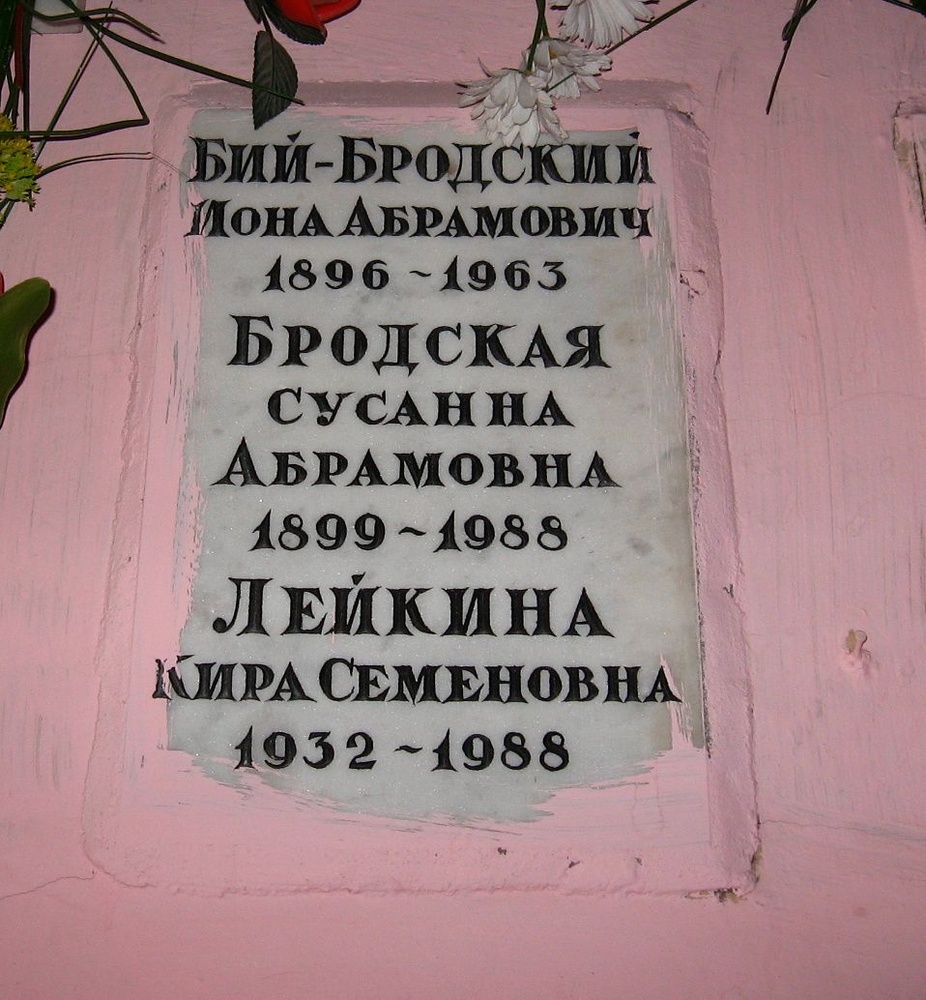 БИЙ-БРОДСКИЙ
ИОНА АБРАМОВИЧ
1896 ~ 1963
БРОДСКАЯ
СУСАННА
АБРАМОВНА
1899 ~ 1988
ЛЕЙКИНА
КИРА СЕМЕНОВНА
1932 ~ 1988